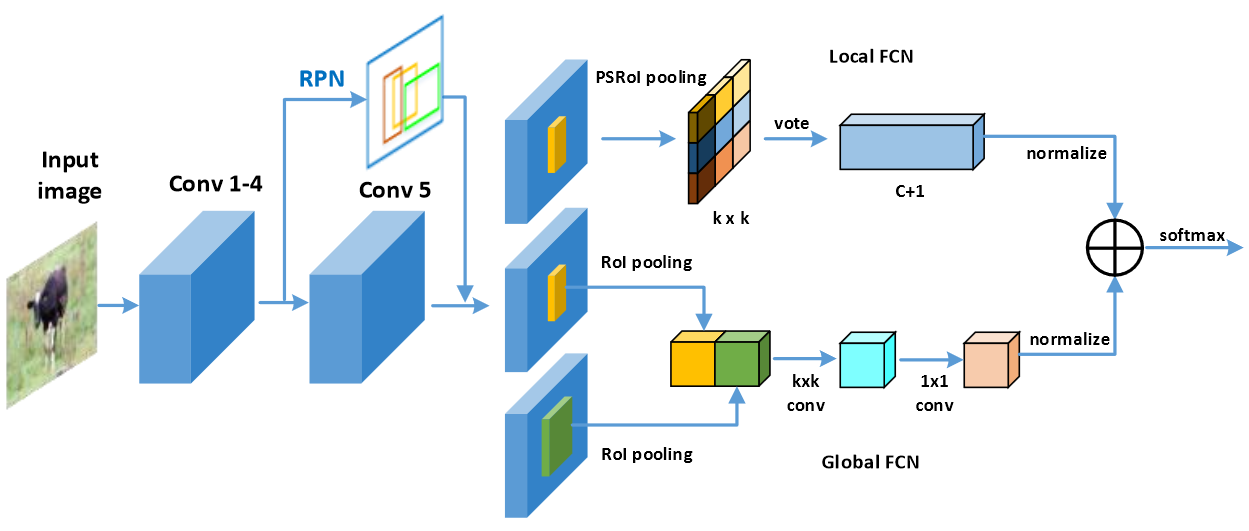 Input
image
Conv 1-4
RPN
Conv 5
PSRoI pooling
k x k
vote
Local FCN
C+1
normalize
softmax
RoI pooling
RoI pooling
kxk
conv
1x1
conv
normalize
Global FCN